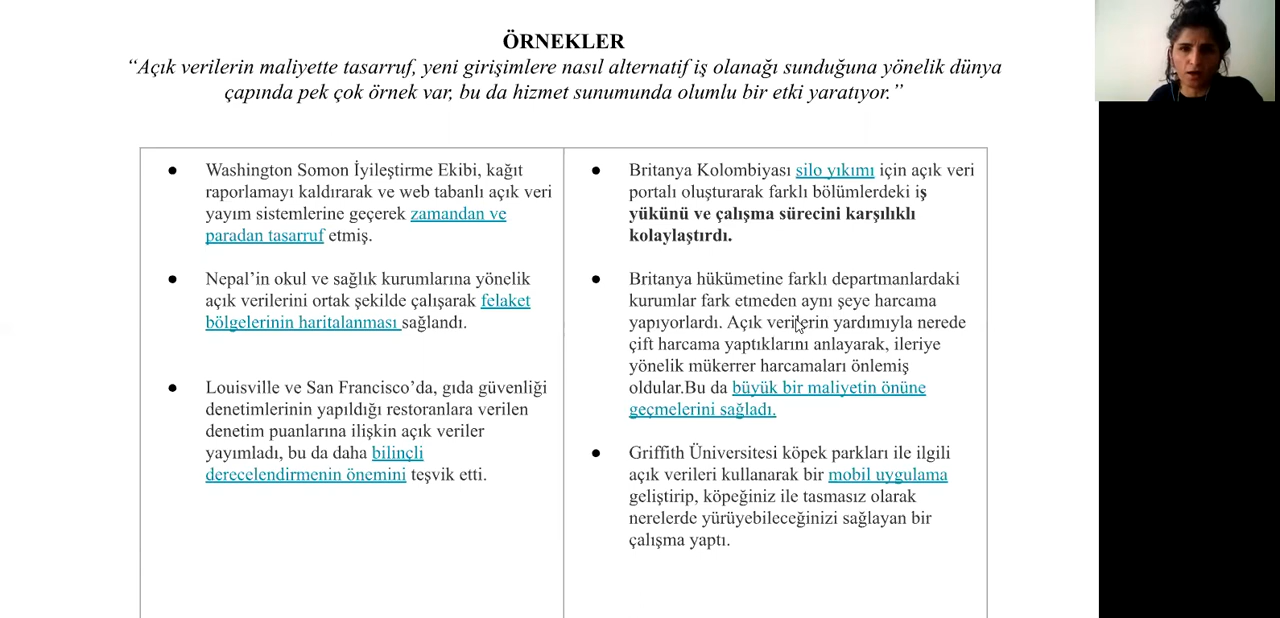 ÖRNEKLER
“Açık verilerin maliyette tasarruf, yeni girişimlere nasıl alternatif iş olanağı sunduğuna yönelik dünya
çapında pek çok örnek var, bu da hizmet sunumunda olumlu bir etki yaratıyor.”
● Washington Somon İyileştirme Ekibi, kağıt
raporlamayı kaldırarak ve web tabanlı açık veri
yayım sistemlerine geçerek zamandan ve
paradan tasarruf etmiş.
● Nepal’in okul ve sağlık kurumlarına yönelik
açık verilerini ortak şekilde çalışarak felaket
bölgelerinin haritalanması sağlandı.
● Louisville ve San Francisco’da, gıda güvenliği
denetimlerinin yapıldığı restoranlara verilen
denetim puanlarına ilişkin açık veriler
yayımladı, bu da daha bilinçli
derecelendirmenin önemini teşvik etti.
● Britanya Kolombiyası silo yıkımı için açık veri
portalı oluşturarak farklı bölümlerdeki iş
yükünü ve çalışma sürecini karşılıklı
kolaylaştırdı.
● Britanya hükümetine farklı departmanlardaki
kurumlar fark etmeden aynı şeye harcama
yapıyorlardı. Açık verilerin yardımıyla nerede
çift harcama yaptıklarını anlayarak, ileriye
yönelik mükerrer harcamaları önlemiş
oldular.Bu da büyük bir maliyetin önüne
geçmelerini sağladı.
● Griffith Üniversitesi köpek parkları ile ilgili
açık verileri kullanarak bir mobil uygulama
geliştirip, köpeğiniz ile tasmasız olarak
nerelerde yürüyebileceğinizi sağlayan bir
çalışma yaptı.